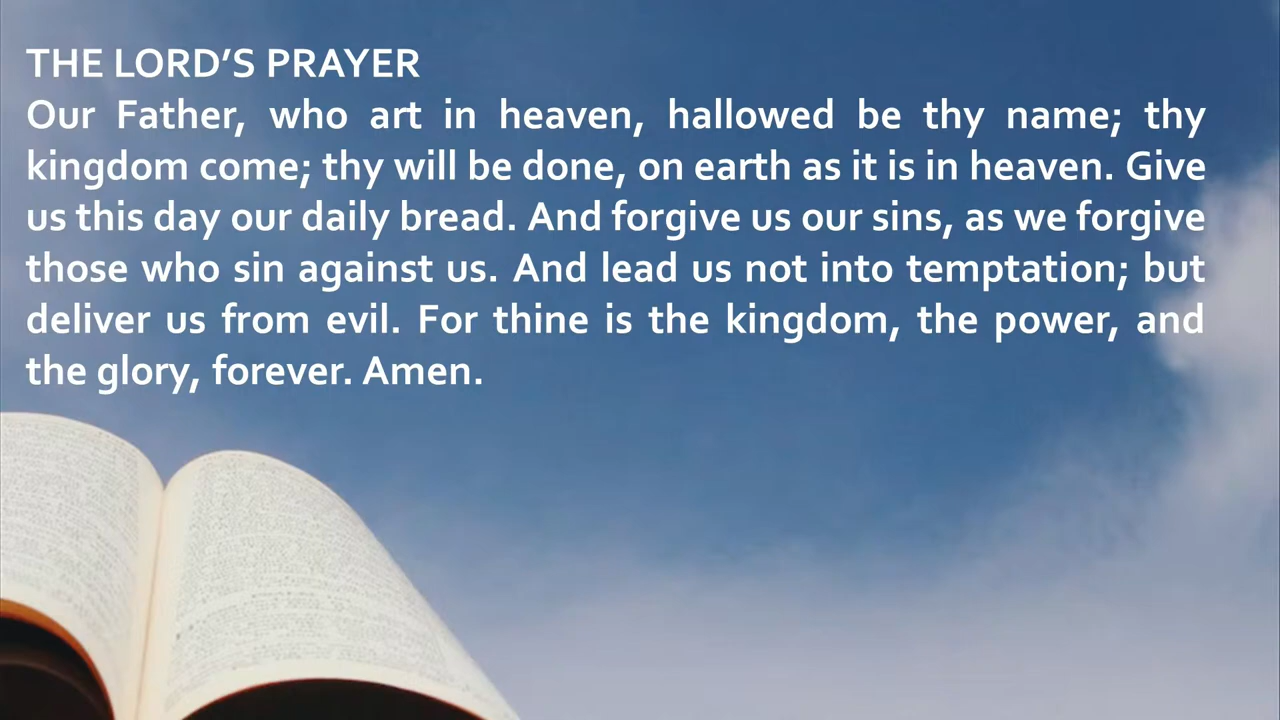 THE LORD'S PRAYER
Our Father, who art in heaven, hallowed be thy name; thy
kingdom come; thy will be done, on earth as it is in heaven. Give
us this day our daily bread. And forgive us our sins, as we forgive
those who sin against us. And lead us not into temptation; but
deliver us from evil. For thine is the kingdom, the power, and
the glory, forever. Amen.